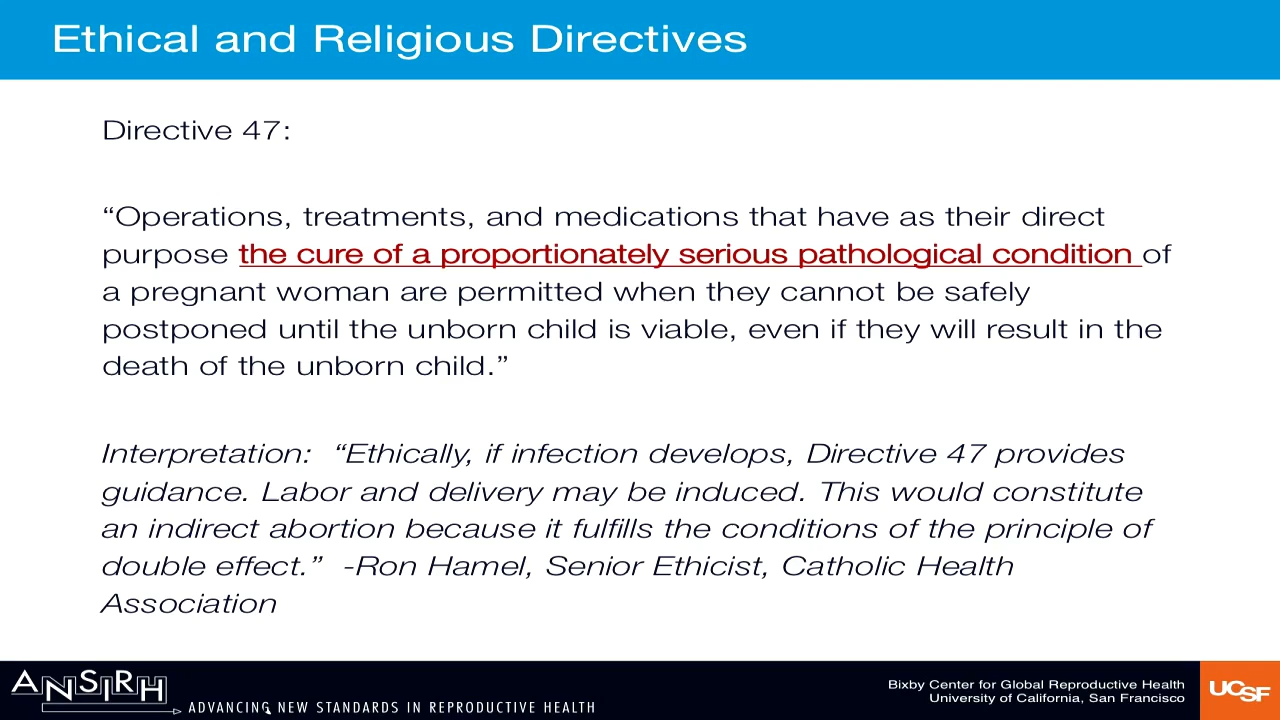 Ethical and Religious Directives
Directive 47:
“Operations, treatments, and medications that have as their direct
purpose the cure of a proportionately serious pathological condition of
a pregnant woman are permitted when they cannot be safely
postponed until the unborn child is viable, even if they will result in the
death of the unborn child.”
Interpretation: “Ethically, if infection develops, Directive 47 provides
guidance. Labor and delivery may be induced. This would constitute
an indirect abortion because it fulfills the conditions of the principle of
double effect.” -Ron Hamel, Senior Ethicist, Catholic Health
Association
ANSIRH
ADVANCING NEW STANDARDS IN REPRODUCTIVE HEALTH
Bixby Center for Global Reproductive Health
University of California, San Francisco
UCSF